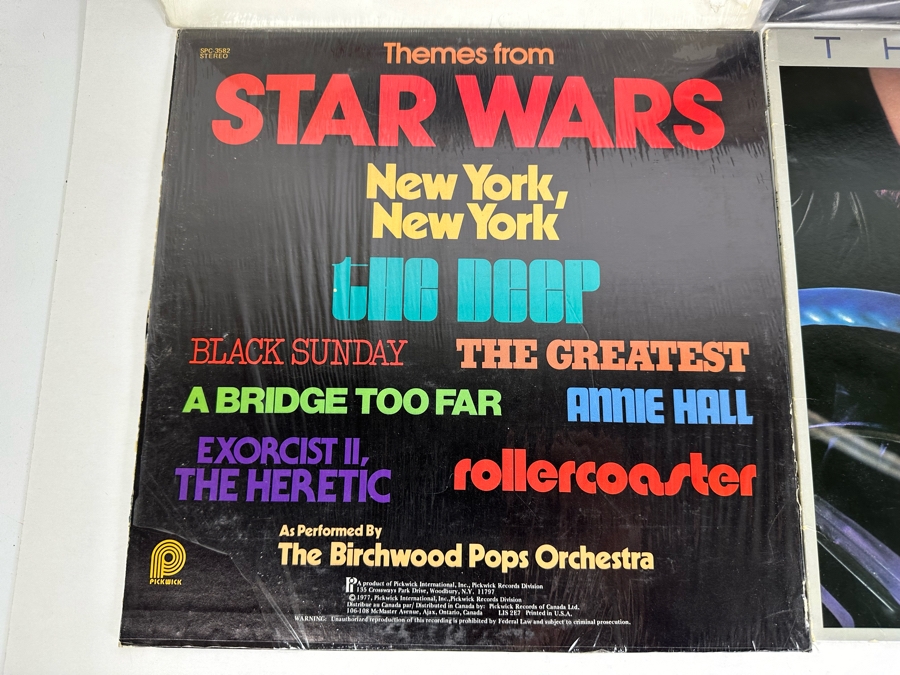 SPC-3582
STEREO
Themes from
STAR WARS
New York,
New York
the DEEP
BLACK SUNDAY
THE GREATEST
A BRIDGE TOO FAR
ANNIE HALL
EXORCIST II,
THE HERETIC
rollercoaster
As Performed By
The Birchwood Pops Orchestra
PICKWICK
A product of Pickwick International, Inc., Pickwick Records Division
135 Crossways Park Drive, Woodbury, N.Y. 11797
© 1977, Pickwick International, Inc., Pickwick Records Division
Distribue au Canada par/ Distributed in Canada by: Pickwick Records of Canada Ltd.
106-108 McMaster Avenue, Ajax, Ontario, Canada LIS 2E7 Printed in U.S.A.
WARNING: Unauthorized reproduction of this recording is prohibited by Federal Law and subject to criminal prosecution.
T H